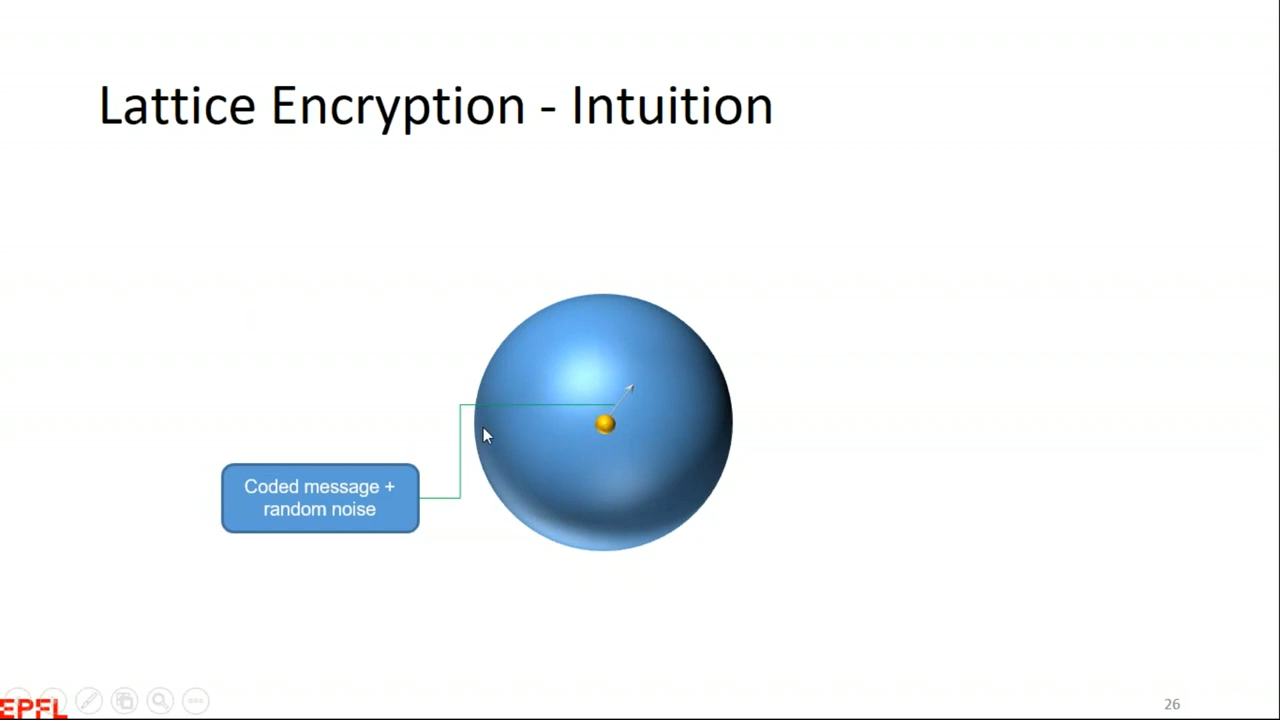 Lattice Encryption - Intuition
Coded message +
random noise
EPFL
26